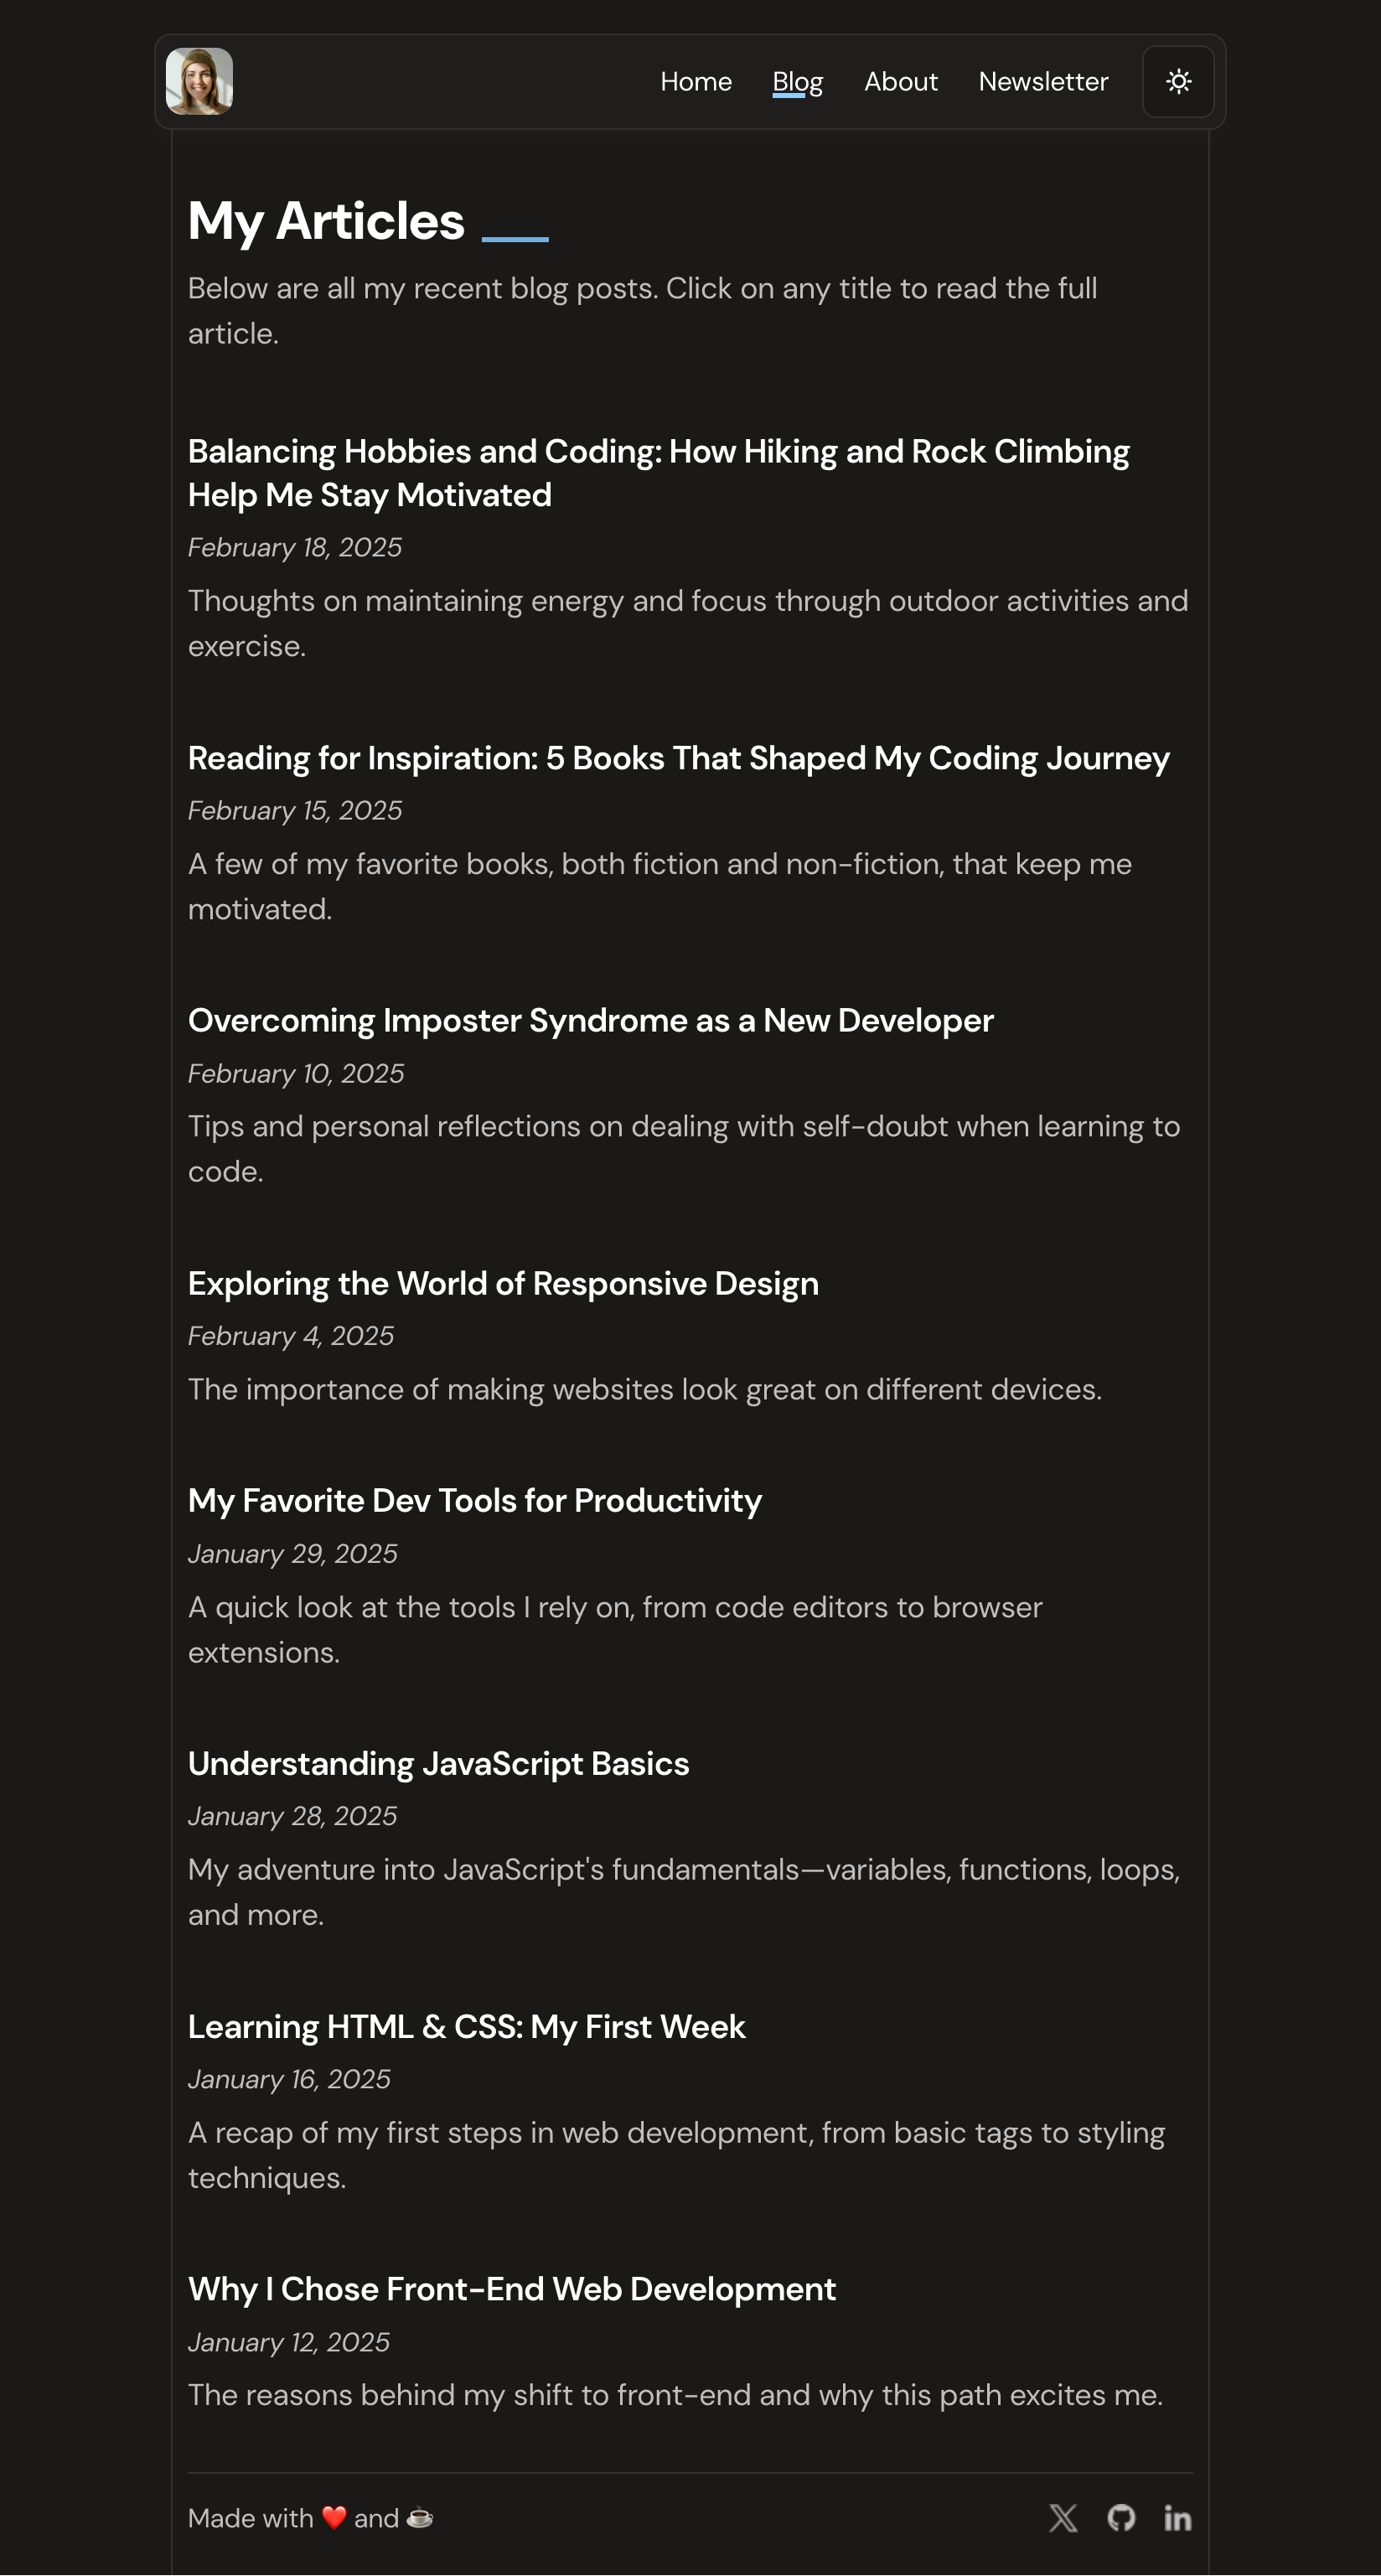 Home Blog About Newsletter
My Articles
Below are all my recent blog posts. Click on any title to read the full
article.
Balancing Hobbies and Coding: How Hiking and Rock Climbing
Help Me Stay Motivated
February 18, 2025
Thoughts on maintaining energy and focus through outdoor activities and
exercise.
Reading for Inspiration: 5 Books That Shaped My Coding Journey
February 15, 2025
A few of my favorite books, both fiction and non-fiction, that keep me
motivated.
Overcoming Imposter Syndrome as a New Developer
February 10, 2025
Tips and personal reflections on dealing with self-doubt when learning to
code.
Exploring the World of Responsive Design
February 4, 2025
The importance of making websites look great on different devices.
My Favorite Dev Tools for Productivity
January 29, 2025
A quick look at the tools I rely on, from code editors to browser
extensions.
Understanding JavaScript Basics
January 28, 2025
My adventure into JavaScript's fundamentals—variables, functions, loops,
and more.
Learning HTML & CSS: My First Week
January 16, 2025
A recap of my first steps in web development, from basic tags to styling
techniques.
Why I Chose Front-End Web Development
January 12, 2025
The reasons behind my shift to front-end and why this path excites me.
Made with ❤️ and ☕